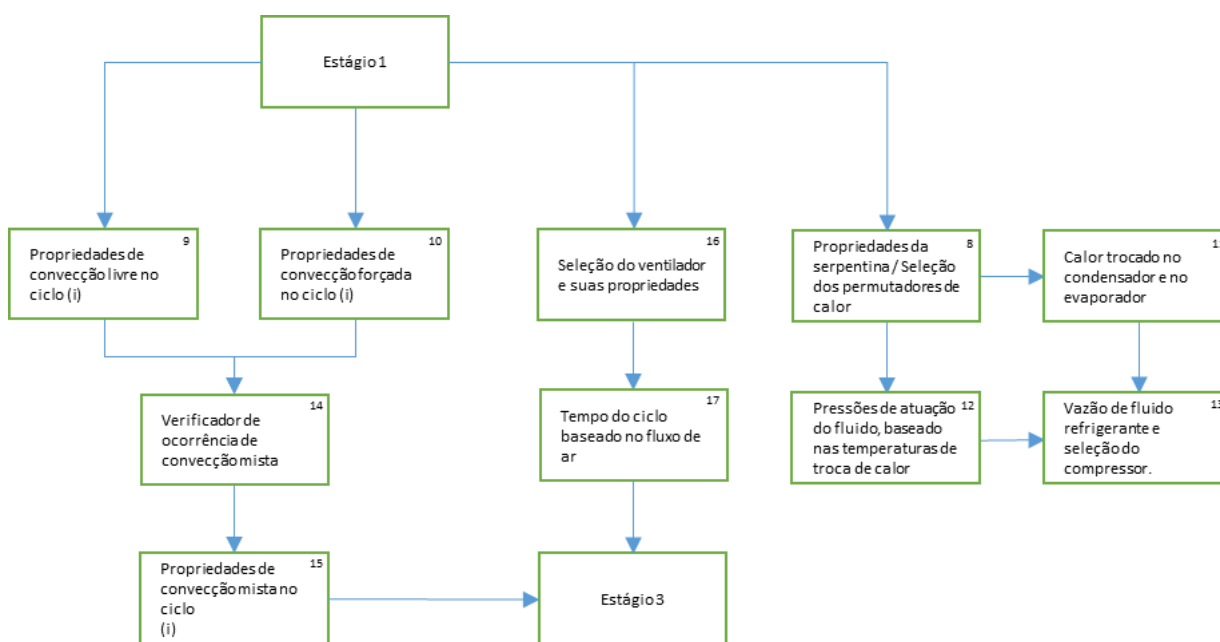 Estágio 1
9
Propriedades de
convecção livre no
ciclo (i)
10
Propriedades de
convecção forçada
no ciclo (i)
16
Seleção do ventilador
e suas propriedades
8
Propriedades da
serpentina / Seleção
dos permutadores de
calor
Calor trocado no
condensador e no
evaporador
14
Verificador de
ocorrência de
convecção mista
17
Tempo do ciclo
baseado no fluxo de
ar
12
Pressões de atuação
do fluido, baseado
nas temperaturas de
troca de calor
13
Vazão de fluido
refrigerante e
seleção do
compressor.
15
Propriedades de
convecção mista no
ciclo
(i)
Estágio 3